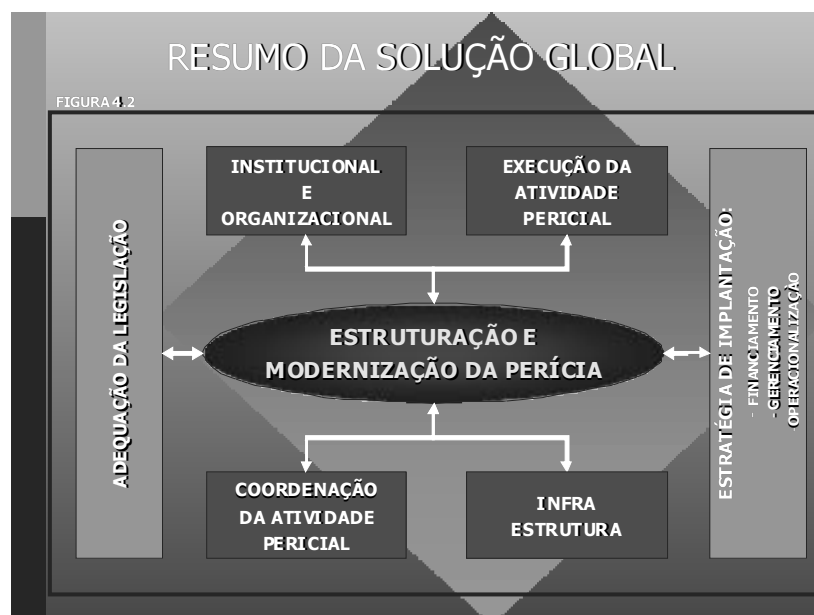 RESUMO DA SOLUÇÃO GLOBAL
FIGURA 4.2
ADEQUAÇÃO DA LEGISLAÇÃO
INSTITUCIONAL
E
ORGANIZACIONAL
EXECUÇÃO DA
ATIVIDADE
PERICIAL
ESTRUTURAÇÃO E
MODERNIZAÇÃO DA PERÍCIA
COORDENAÇÃO
DA ATIVIDADE
PERICIAL
INFRA
ESTRUTURA
ESTRATÉGIA DE IMPLANTAÇÃO:
- FINANCIAMENTO
- GERENCIAMENTO
-OPERACIONALIZAÇÃO